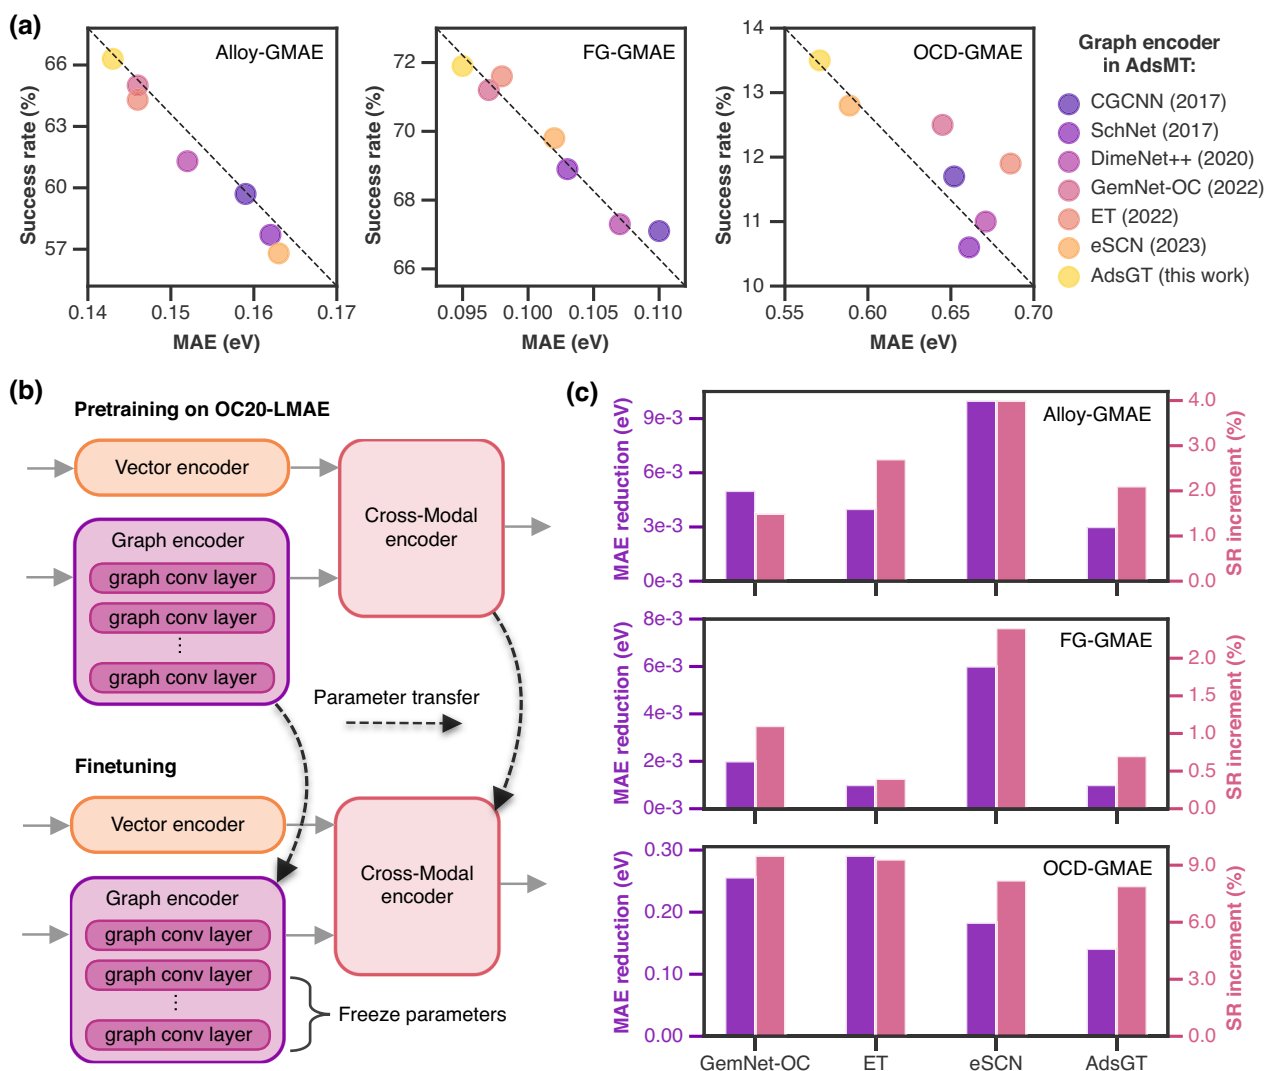 (a)
Alloy-GMAE
66
63
60
57
Success rate (%)
0.14
0.15
0.16
0.17
MAE (eV)
FG-GMAE
72
70
68
66
Success rate (%)
0.095
0.100
0.105
0.110
MAE (eV)
OCD-GMAE
14
13
12
11
10
Success rate (%)
0.55
0.60
0.65
0.70
MAE (eV)
Graph encoder
in AdsMT:
CGCNN (2017)
SchNet (2017)
DimeNet++ (2020)
GemNet-OC (2022)
ET (2022)
eSCN (2023)
AdsGT (this work)
(b)
Pretraining on OC20-LMAE
Vector encoder
Graph encoder
graph conv layer
graph conv layer
⋮
graph conv layer
Cross-Modal
encoder
Parameter transfer
Finetuning
Vector encoder
Graph encoder
graph conv layer
graph conv layer
⋮
graph conv layer
Cross-Modal
encoder
Freeze parameters
(c)
Alloy-GMAE
MAE reduction (eV)
9e-3
6e-3
3e-3
0e-3
4.0
3.0
2.0
1.0
0.0
SR increment (%)
FG-GMAE
MAE reduction (eV)
8e-3
6e-3
4e-3
2e-3
0e-3
2.0
1.5
1.0
0.5
0.0
SR increment (%)
OCD-GMAE
MAE reduction (eV)
0.30
0.20
0.10
0.00
9.0
6.0
3.0
0.0
SR increment (%)
GemNet-OC
ET
eSCN
AdsGT